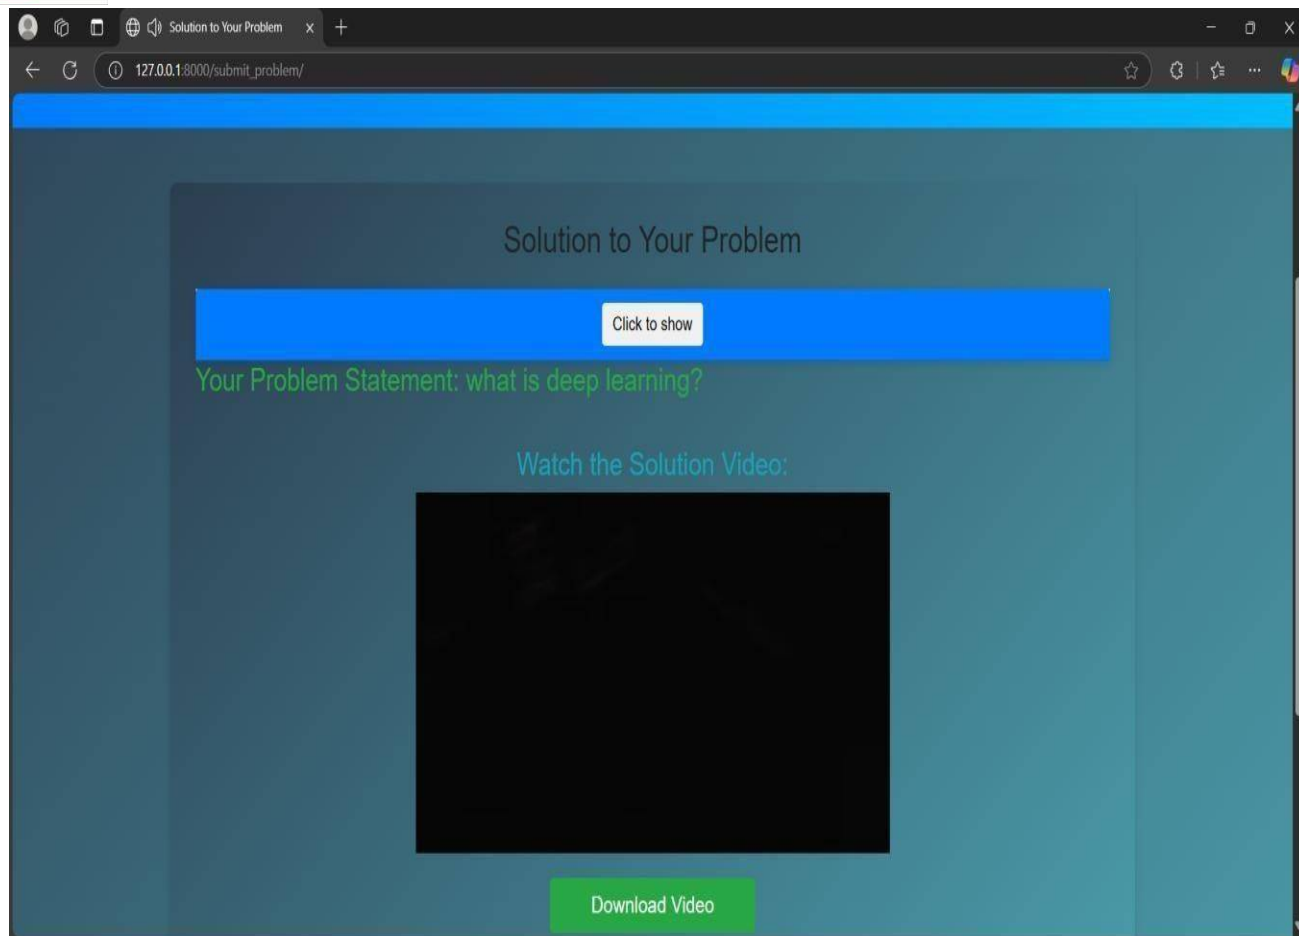 Solution to Your Problem
127.0.0.1:8000/submit_problem/
Solution to Your Problem
Click to show
Your Problem Statement: what is deep learning?
Watch the Solution Video:
Download Video